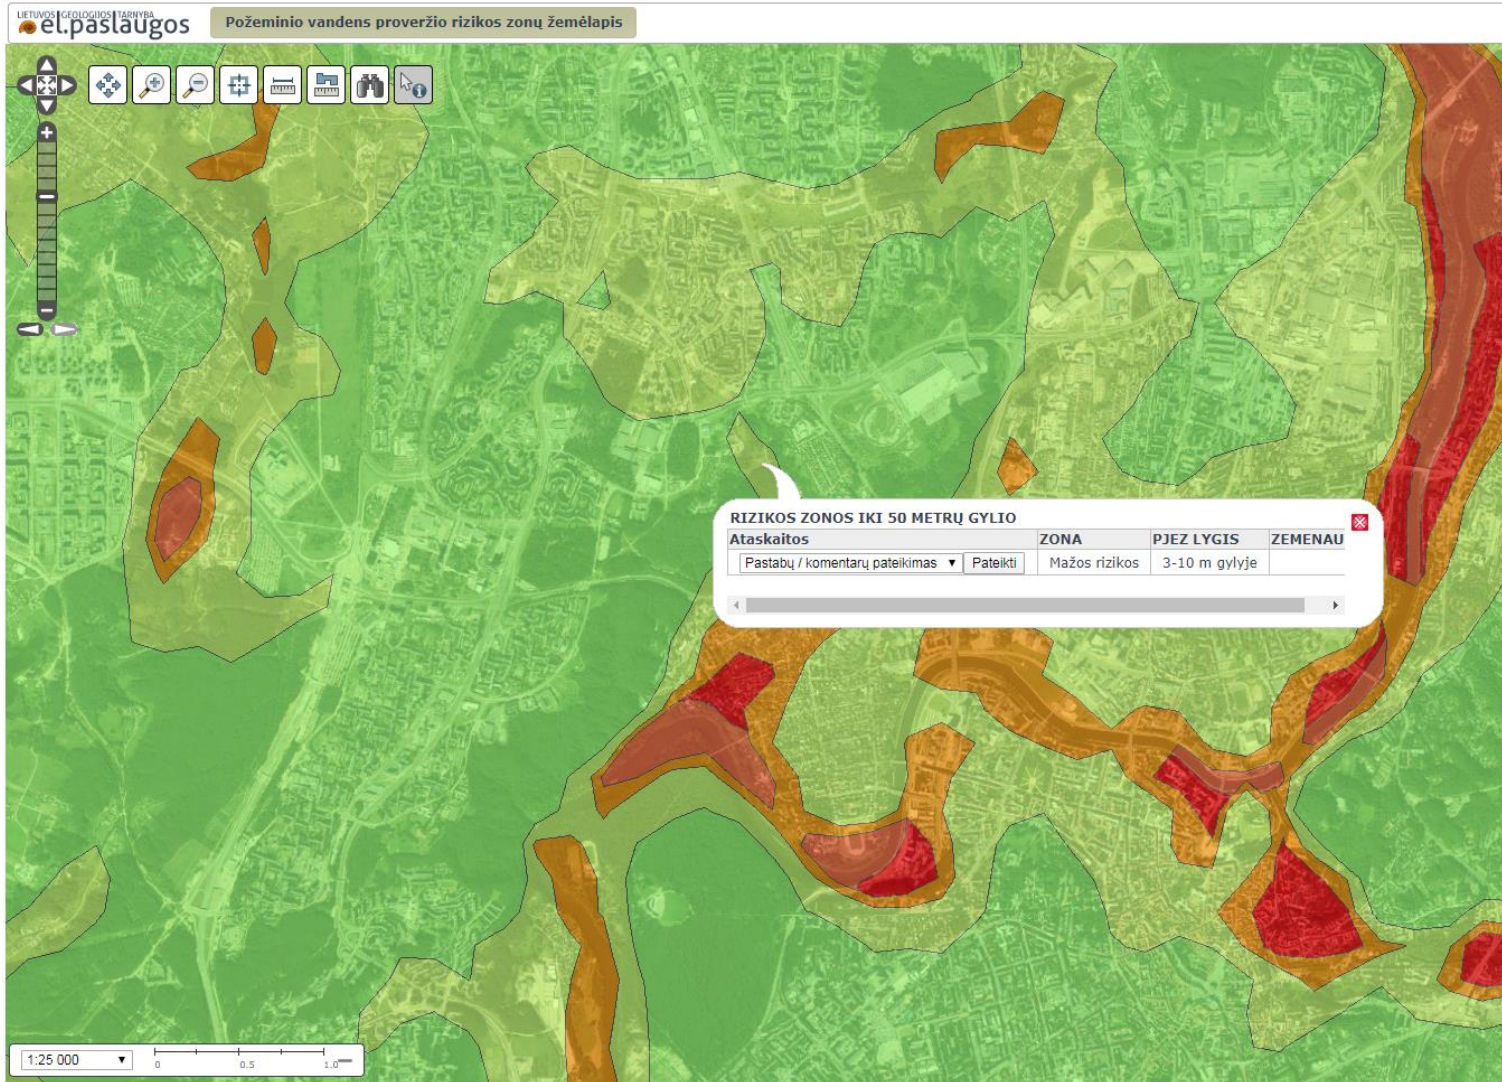 LIETUVOS GEOLOGIJOS TARNYBA
el.paslaugos
Požeminio vandens proveržio rizikos zonų žemėlapis
RIZIKOS ZONOS IKI 50 METRŲ GYLIO
Ataskaitos ZONA PJEZ LYGIS ZEMENAU
Pastabų / komentarų pateikimas Pateikti Mažos rizikos 3-10 m gylyje
1:25 000
0 0.5 1.0